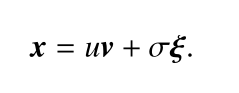 𝒙 = u𝒗 + σ𝝃.